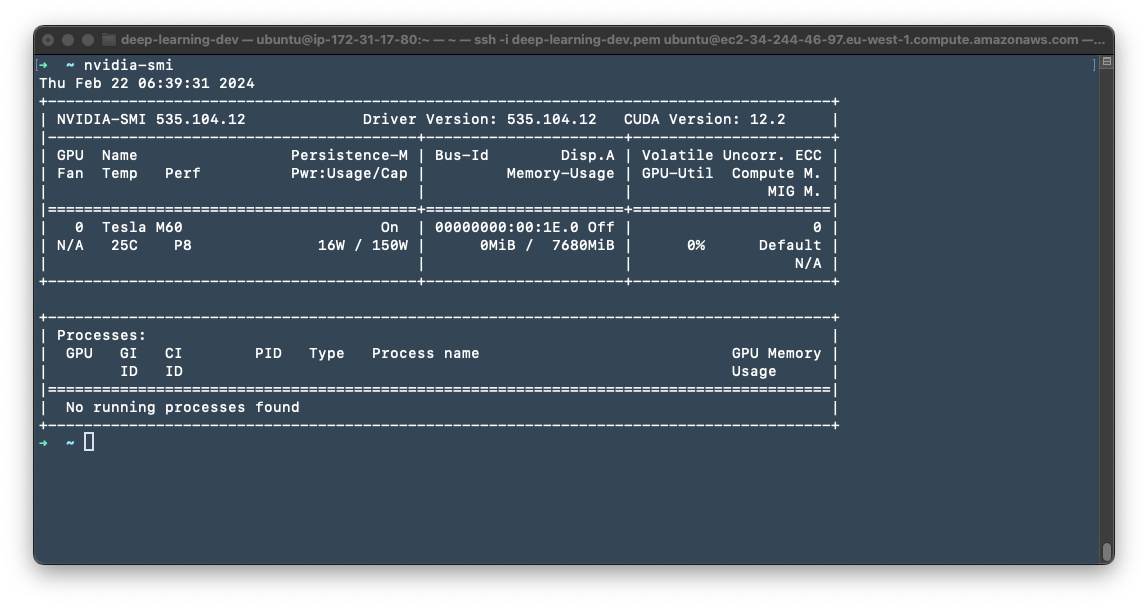 deep-learning-dev — ubuntu@ip-172-31-17-80:~ — ~ — ssh -i deep-learning-dev.pem ubuntu@ec2-34-244-46-97.eu-west-1.compute.amazonaws.com —...
[➜  ~ nvidia-smi ]
Thu Feb 22 06:39:31 2024
+---------------------------------------------------------------------------------------+
| NVIDIA-SMI 535.104.12             Driver Version: 535.104.12   CUDA Version: 12.2     |
|-----------------------------------------+----------------------+----------------------+
| GPU  Name                 Persistence-M | Bus-Id        Disp.A | Volatile Uncorr. ECC |
| Fan  Temp   Perf          Pwr:Usage/Cap |         Memory-Usage | GPU-Util  Compute M. |
|                                         |                      |               MIG M. |
|=========================================+======================+======================|
|   0  Tesla M60                      On  | 00000000:00:1E.0 Off |                    0 |
| N/A   25C    P8              16W / 150W |      0MiB /  7680MiB |      0%      Default |
|                                         |                      |                  N/A |
+-----------------------------------------+----------------------+----------------------+
+---------------------------------------------------------------------------------------+
| Processes:                                                                            |
|  GPU   GI   CI        PID   Type   Process name                            GPU Memory |
|        ID   ID                                                             Usage      |
|=======================================================================================|
|  No running processes found                                                           |
+---------------------------------------------------------------------------------------+
➜  ~